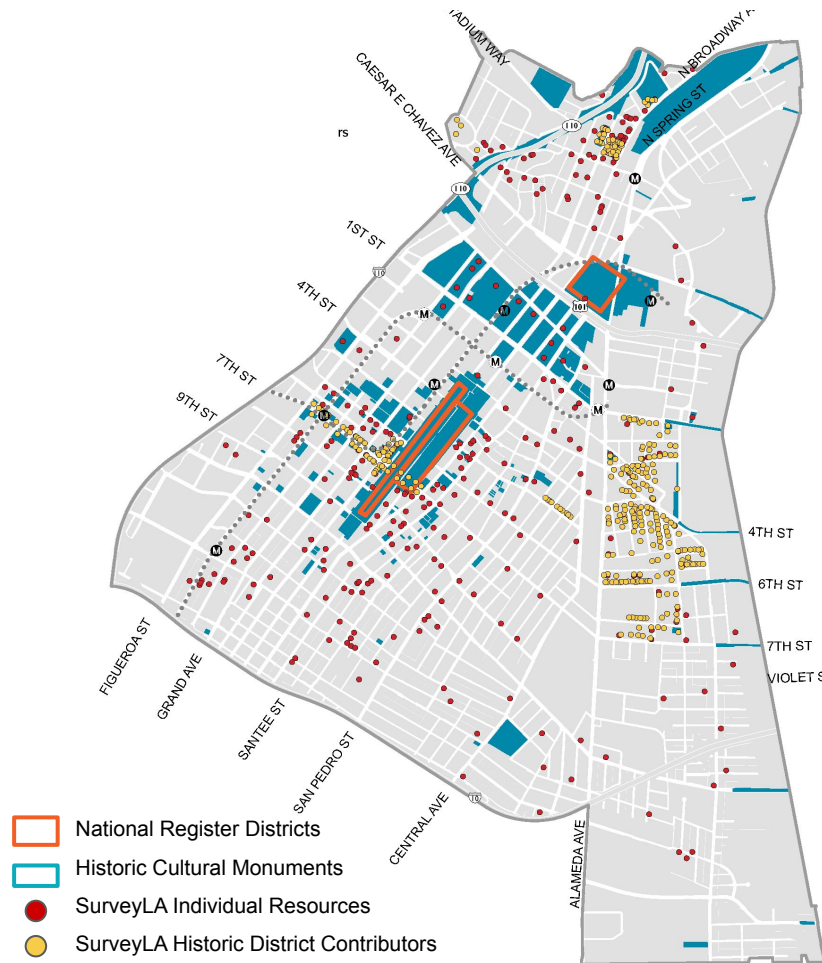 STADIUM WAY
N BROADWAY A
CAESAR E CHAVEZ AVE
N SPRING ST
rs
110
M
110
1ST ST
110
4TH ST
101
M
M
M
M
7TH ST
M
M
9TH ST
M
M
4TH ST
M
6TH ST
FIGUEROA ST
GRAND AVE
7TH ST
VIOLET S
SANTEE ST
SAN PEDRO ST
CENTRAL AVE
10
ALAMEDA AVE
National Register Districts
Historic Cultural Monuments
SurveyLA Individual Resources
SurveyLA Historic District Contributors